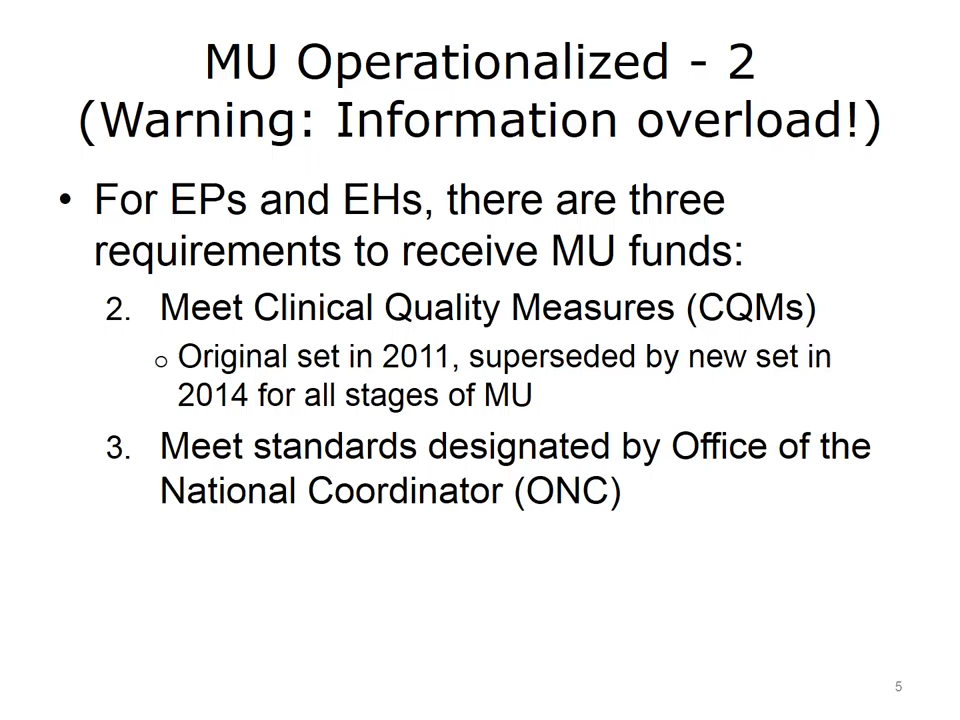 MU Operationalized - 2
(Warning: Information overload!)
• For EPs and EHs, there are three
requirements to receive MU funds:
2. Meet Clinical Quality Measures (CQMs)
o Original set in 2011, superseded by new set in
2014 for all stages of MU
3. Meet standards designated by Office of the
National Coordinator (ONC)
5